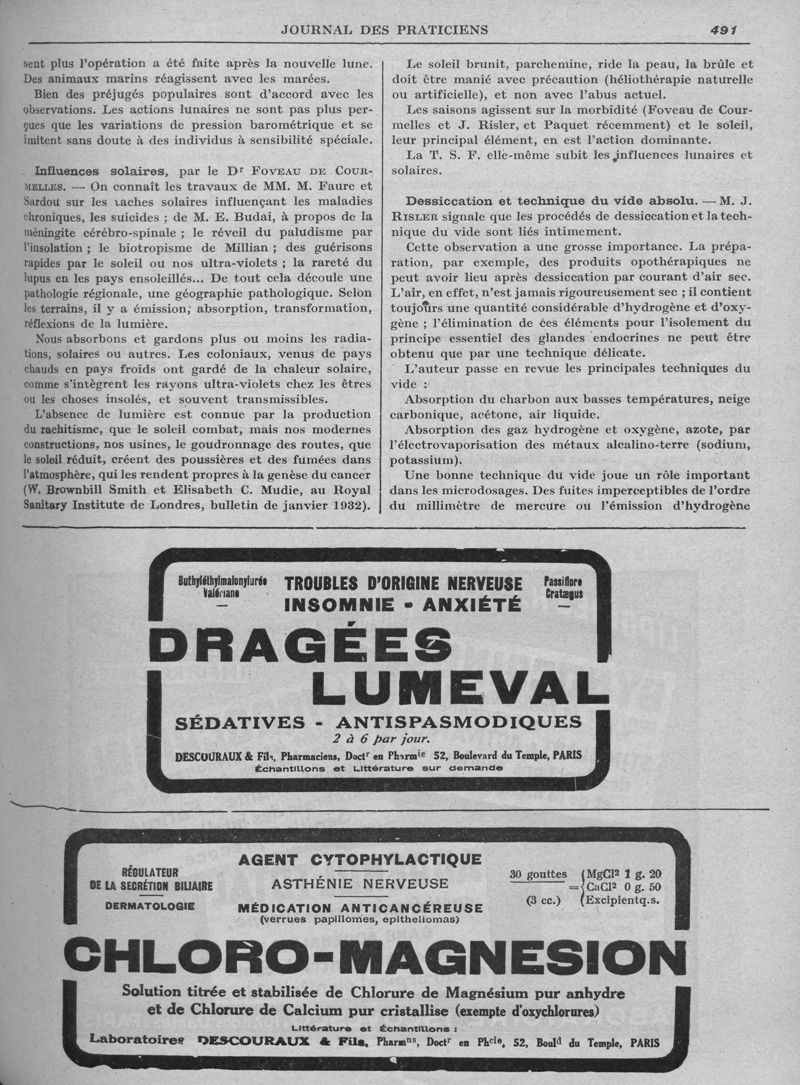 JOURNAL DES PRATICIENS 491
sent plus l'opération a été faite après la nouvelle lune.
Des animaux marins réagissent avec les marées.
Bien des préjugés populaires sont d'accord avec les
observations. Les actions lunaires ne sont pas plus per-
çues que les variations de pression barométrique et se
imitent sans doute à des individus à sensibilité spéciale.
Influences solaires, par le Dr FOVEAU DE COUR-
MELLES. — On connaît les travaux de MM. M. Faure et
Sardou sur les taches solaires influençant les maladies
chroniques, les suicides ; de M. E. Budai, à propos de la
méningite cérébro-spinale ; le réveil du paludisme par
l'insolation ; le biotropisme de Millian ; des guérisons
rapides par le soleil ou nos ultra-violets ; la rareté du
lupus en les pays ensoleillés... De tout cela découle une
pathologie régionale, une géographie pathologique. Selon
les terrains, il y a émission, absorption, transformation,
réflexions de la lumière.
Nous absorbons et gardons plus ou moins les radia-
tions, solaires ou autres. Les coloniaux, venus de pays
chauds en pays froids ont gardé de la chaleur solaire,
comme s'intègrent les rayons ultra-violets chez les êtres
ou les choses insolés, et souvent transmissibles.
L'absence de lumière est connue par la production
du rachitisme, que le soleil combat, mais nos modernes
constructions, nos usines, le goudronnage des routes, que
le soleil réduit, créent des poussières et des fumées dans
l'atmosphère, qui les rendent propres à la genèse du cancer
(W. Brownbill Smith et Elisabeth C. Mudie, au Royal
Sanitary Institute de Londres, bulletin de janvier 1932).
Le soleil brunit, parchemine, ride la peau, la brûle et
doit être manié avec précaution (héliothérapie naturelle
ou artificielle), et non avec l'abus actuel.
Les saisons agissent sur la morbidité (Foveau de Cour-
melles et J. Risler, et Paquet récemment) et le soleil,
leur principal élément, en est l'action dominante.
La T. S. F. elle-même subit les influences lunaires et
solaires.
Dessiccation et technique du vide absolu. — M. J.
RISLER signale que les procédés de dessiccation et la tech-
nique du vide sont liés intimement.
Cette observation a une grosse importance. La prépa-
ration, par exemple, des produits opothérapiques ne
peut avoir lieu après dessiccation par courant d'air sec.
L'air, en effet, n'est jamais rigoureusement sec ; il contient
toujours une quantité considérable d'hydrogène et d'oxy-
gène ; l'élimination de ces éléments pour l'isolement du
principe essentiel des glandes endocrines ne peut être
obtenu que par une technique délicate.
L'auteur passe en revue les principales techniques du
vide :
Absorption du charbon aux basses températures, neige
carbonique, acétone, air liquide.
Absorption des gaz hydrogène et oxygène, azote, par
l'électrovaporisation des métaux alcalino-terre (sodium,
potassium).
Une bonne technique du vide joue un rôle important
dans les microdosages. Des fuites imperceptibles de l'ordre
du millimètre de mercure ou l'émission d'hydrogène
Buthyléthylmalonylurée
Valériane
TROUBLES D'ORIGINE NERVEUSE
INSOMNIE - ANXIÉTÉ
Passiflore
Cratægus
DRAGÉES
LUMEVAL
SÉDATIVES - ANTISPASMODIQUES
2 à 6 par jour.
DESCOURAUX & Fils, Pharmaciens, Doctr en Pharmie 52, Boulevard du Temple, PARIS
Échantillons et Littérature sur demande
RÉGULATEUR
DE LA SECRÉTION BILIAIRE
DERMATOLOGIE
AGENT CYTOPHYLACTIQUE
ASTHÉNIE NERVEUSE
MÉDICATION ANTICANCÉREUSE
(verrues papillomes, epitheliomas)
30 gouttes
(3 cc.)
= { MgCl² 1 g. 20
CaCl² 0 g. 50
Excipient q.s.
CHLORO-MAGNESION
Solution titrée et stabilisée de Chlorure de Magnésium pur anhydre
et de Chlorure de Calcium pur cristallise (exempte d'oxychlorures)
Littérature et Échantillons :
Laboratoires DESCOURAUX & Fils, Pharmns, Doctr en Phcie, 52, Bould du Temple, PARIS